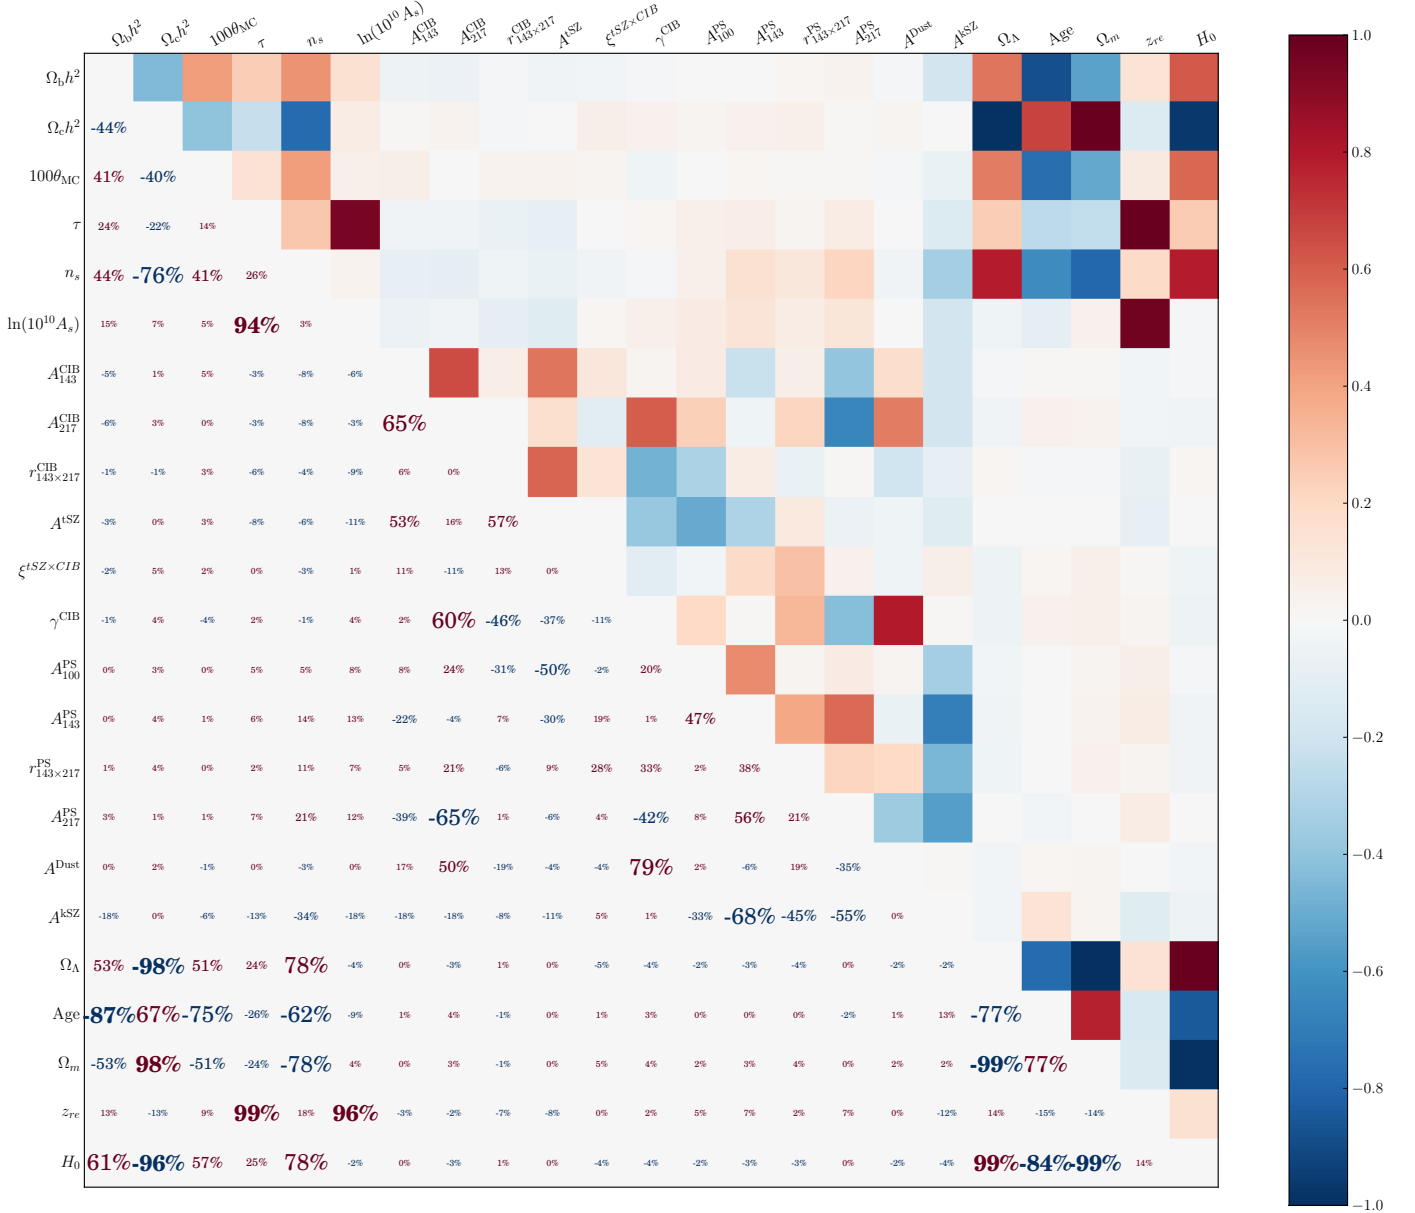 Ω_b h² Ω_c h² 100θ_MC τ n_s ln(10¹⁰ A_s) A^CIB_143 A^CIB_217 r^CIB_143×217 A^tSZ ξ^tSZ×CIB γ^CIB A^PS_100 A^PS_143 r^PS_143×217 A^PS_217 A^Dust A^kSZ Ω_Λ Age Ω_m z_re H_0
Ω_b h²
Ω_c h² -44%
100θ_MC 41% -40%
τ 24% -22% 14%
n_s 44% -76% 41% 26%
ln(10¹⁰ A_s) 15% 7% 5% 94% 3%
A^CIB_143 -5% 1% 5% -3% -8% -6%
A^CIB_217 -6% 3% 0% -3% -8% -3% 65%
r^CIB_143×217 -1% -1% 3% -6% -4% -9% 6% 0%
A^tSZ -3% 0% 3% -8% -6% -11% 53% 16% 57%
ξ^tSZ×CIB -2% 5% 2% 0% -3% 1% 11% -11% 13% 0%
γ^CIB -1% 4% -4% 2% -1% 4% 2% 60% -46% -37% -11%
A^PS_100 0% 3% 0% 5% 5% 8% 8% 24% -31% -50% -2% 20%
A^PS_143 0% 4% 1% 6% 14% 13% -22% -4% 7% -30% 19% 1% 47%
r^PS_143×217 1% 4% 0% 2% 11% 7% 5% 21% -6% 9% 28% 33% 2% 38%
A^PS_217 3% 1% 1% 7% 21% 12% -39% -65% 1% -6% 4% -42% 8% 56% 21%
A^Dust 0% 2% -1% 0% -3% 0% 17% 50% -19% -4% -4% 79% 2% -6% 19% -35%
A^kSZ -18% 0% -6% -13% -34% -18% -18% -18% -8% -11% 5% 1% -33% -68% -45% -55% 0%
Ω_Λ 53% -98% 51% 24% 78% -4% 0% -3% 1% 0% -5% -4% -2% -3% -4% 0% -2% -2%
Age -87% 67% -75% -26% -62% -9% 1% 4% -1% 0% 1% 3% 0% 0% 0% -2% 1% 13% -77%
Ω_m -53% 98% -51% -24% -78% 4% 0% 3% -1% 0% 5% 4% 2% 3% 4% 0% 2% 2% -99% 77%
z_re 13% -13% 9% 99% 18% 96% -3% -2% -7% -8% 0% 2% 5% 7% 2% 7% 0% -12% 14% -15% -14%
H_0 61% -96% 57% 25% 78% -2% 0% -3% 1% 0% -4% -4% -2% -3% -3% 0% -2% -4% 99% -84% -99% 14%
1.0
0.8
0.6
0.4
0.2
0.0
−0.2
−0.4
−0.6
−0.8
−1.0